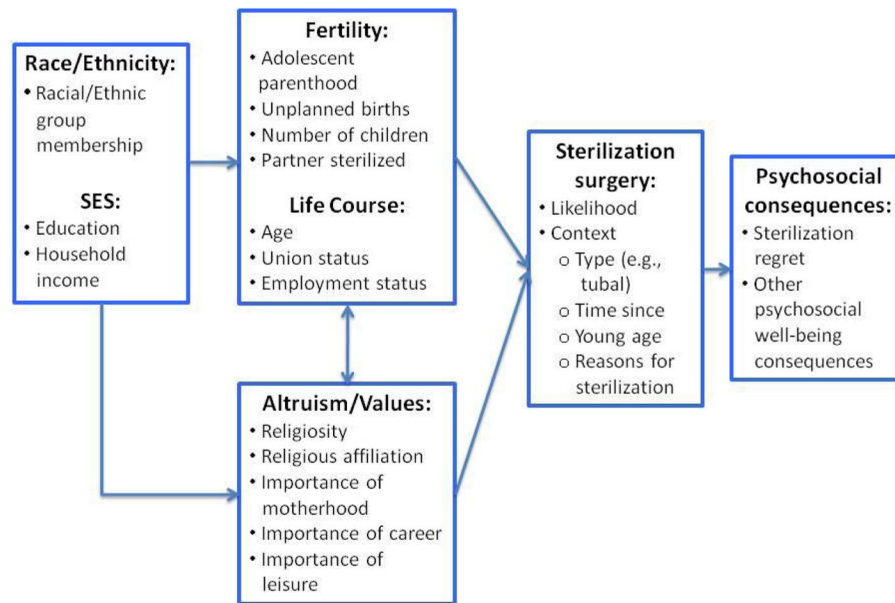 Race/Ethnicity:
• Racial/Ethnic
group
membership
SES:
• Education
• Household
income
Fertility:
• Adolescent
parenthood
• Unplanned births
• Number of children
• Partner sterilized
Life Course:
• Age
• Union status
• Employment status
Altruism/Values:
• Religiosity
• Religious affiliation
• Importance of
motherhood
• Importance of career
• Importance of
leisure
Sterilization
surgery:
• Likelihood
• Context
o Type (e.g.,
tubal)
o Time since
o Young age
o Reasons for
sterilization
Psychosocial
consequences:
• Sterilization
regret
• Other
psychosocial
well-being
consequences